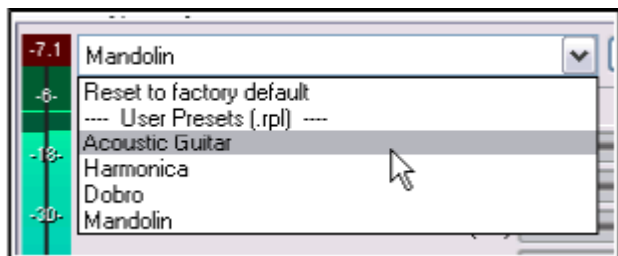 -7.1
Mandolin
-6-
Reset to factory default
---- User Presets (.rpl) ----
-18-
Acoustic Guitar
Harmonica
Dobro
-30-
Mandolin